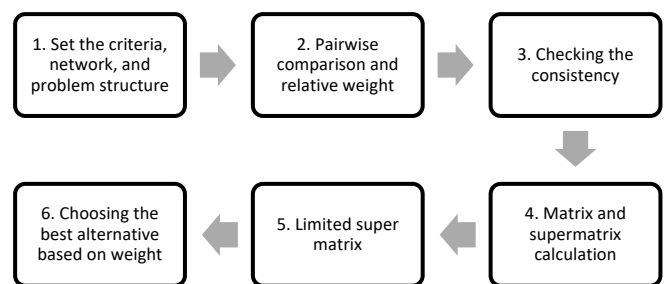 1. Set the criteria,
network, and
problem structure
2. Pairwise
comparison and
relative weight
3. Checking the
consistency
4. Matrix and
supermatrix
calculation
5. Limited super
matrix
6. Choosing the
best alternative
based on weight